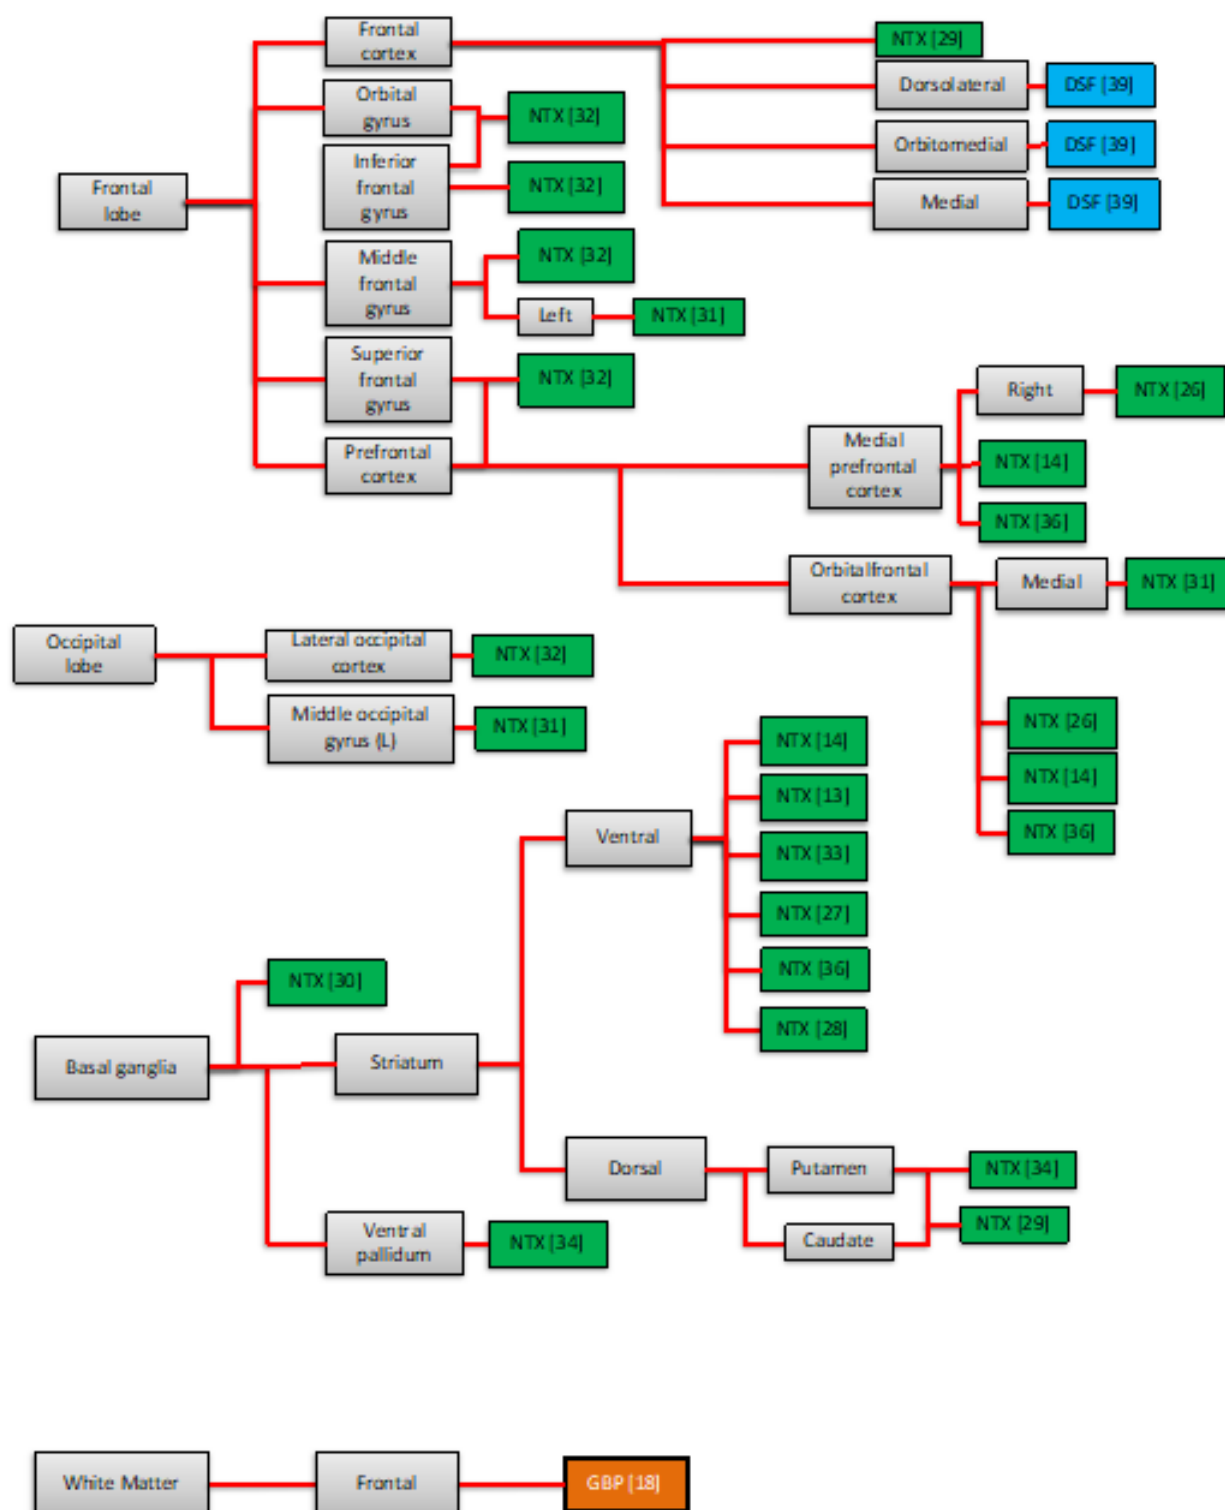 Frontal
cortex
NTX [29]
Dorsolateral
DSF [39]
Orbital
gyrus
NTX [32]
Orbitomedial
DSF [39]
Inferior
frontal
gyrus
NTX [32]
Frontal
lobe
Medial
DSF [39]
Middle
frontal
gyrus
NTX [32]
Left
NTX [31]
Superior
frontal
gyrus
NTX [32]
Right
NTX [26]
Prefrontal
cortex
Medial
prefrontal
cortex
NTX [14]
NTX [36]
Orbitalfrontal
cortex
Medial
NTX [31]
NTX [26]
NTX [14]
NTX [36]
Occipital
lobe
Lateral occipital
cortex
NTX [32]
Middle occipital
gyrus (L)
NTX [31]
Ventral
NTX [14]
NTX [13]
NTX [33]
NTX [27]
NTX [36]
NTX [28]
NTX [30]
Basal ganglia
Striatum
Dorsal
Putamen
NTX [34]
Caudate
NTX [29]
Ventral
pallidum
NTX [34]
White Matter
Frontal
GBP [18]